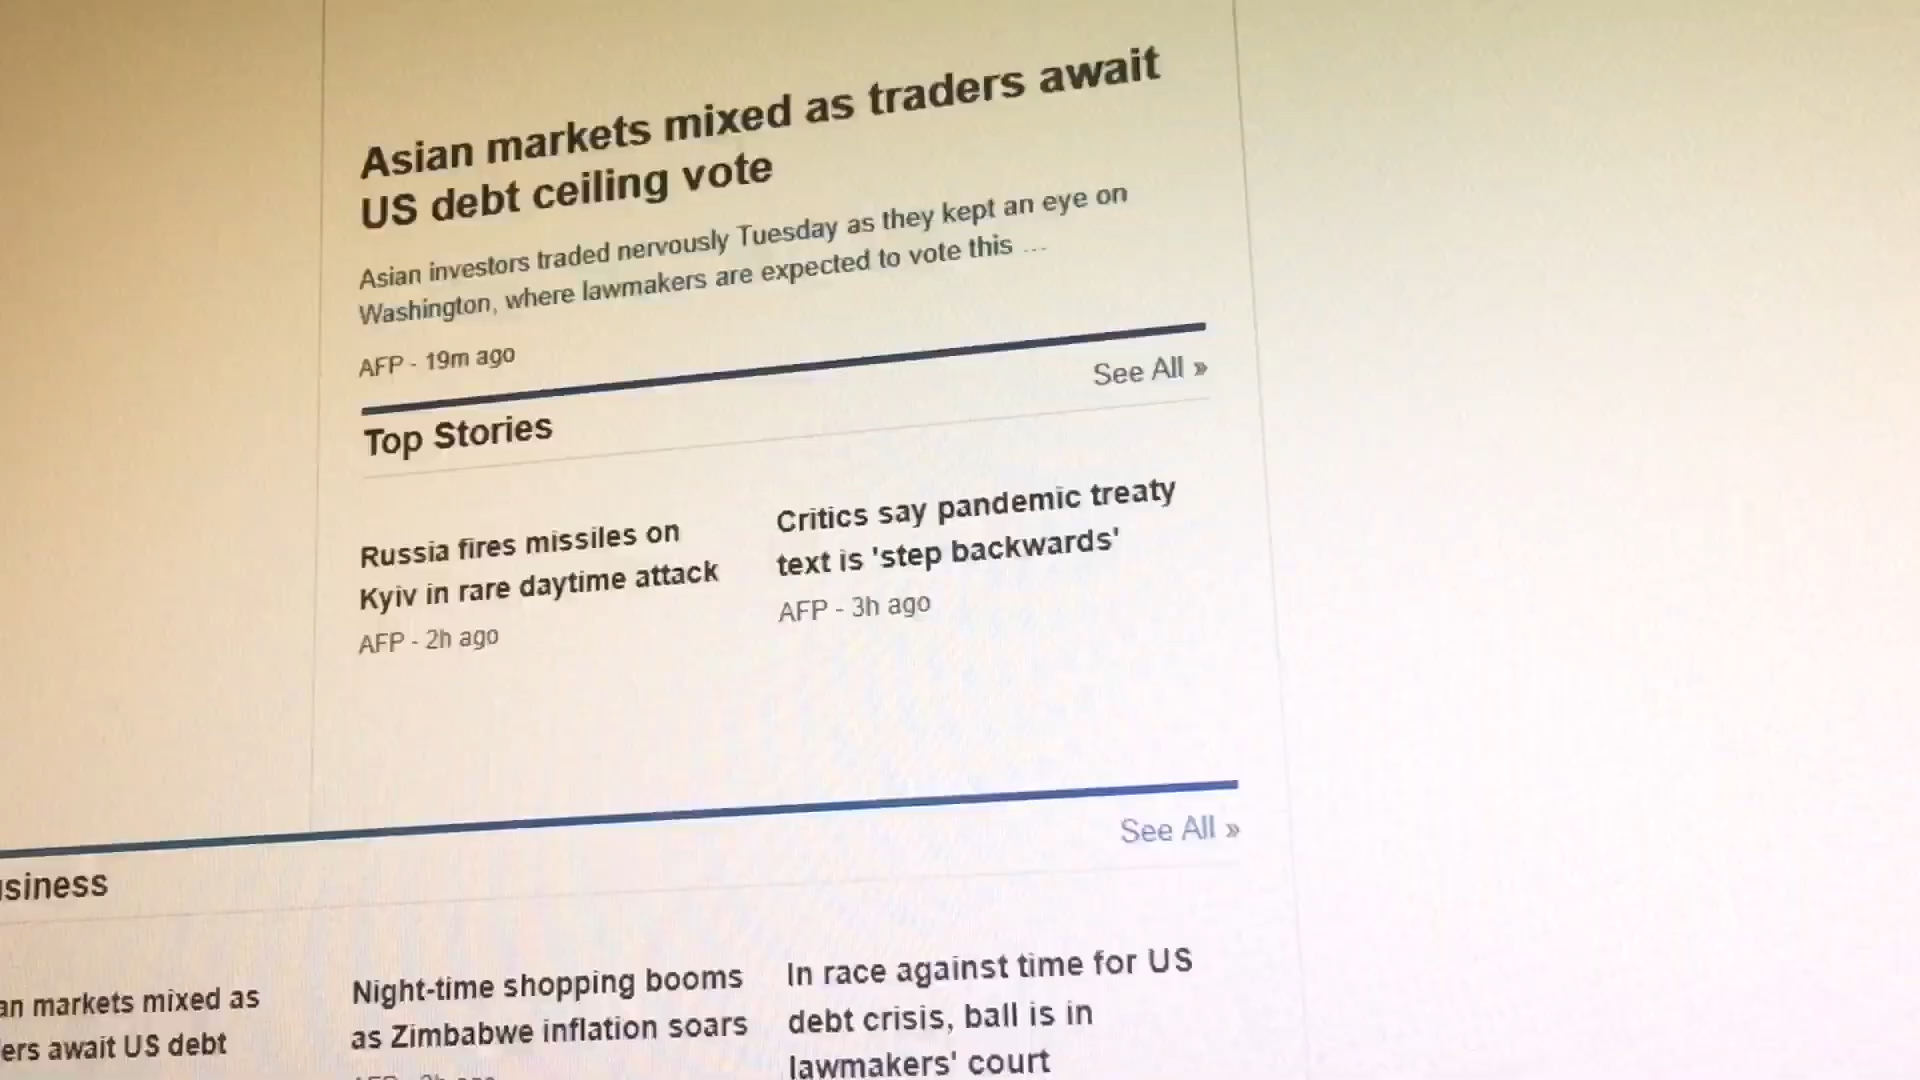 Asian markets mixed as traders await
US debt ceiling vote
Asian investors traded nervously Tuesday as they kept an eye on
Washington, where lawmakers are expected to vote this ...
AFP - 19m ago
See All »
Top Stories
Russia fires missiles on
Kyiv in rare daytime attack
AFP - 2h ago
Critics say pandemic treaty
text is 'step backwards'
AFP - 3h ago
See All »
usiness
an markets mixed as
ers await US debt
Night-time shopping booms
as Zimbabwe inflation soars
In race against time for US
debt crisis, ball is in
lawmakers' court